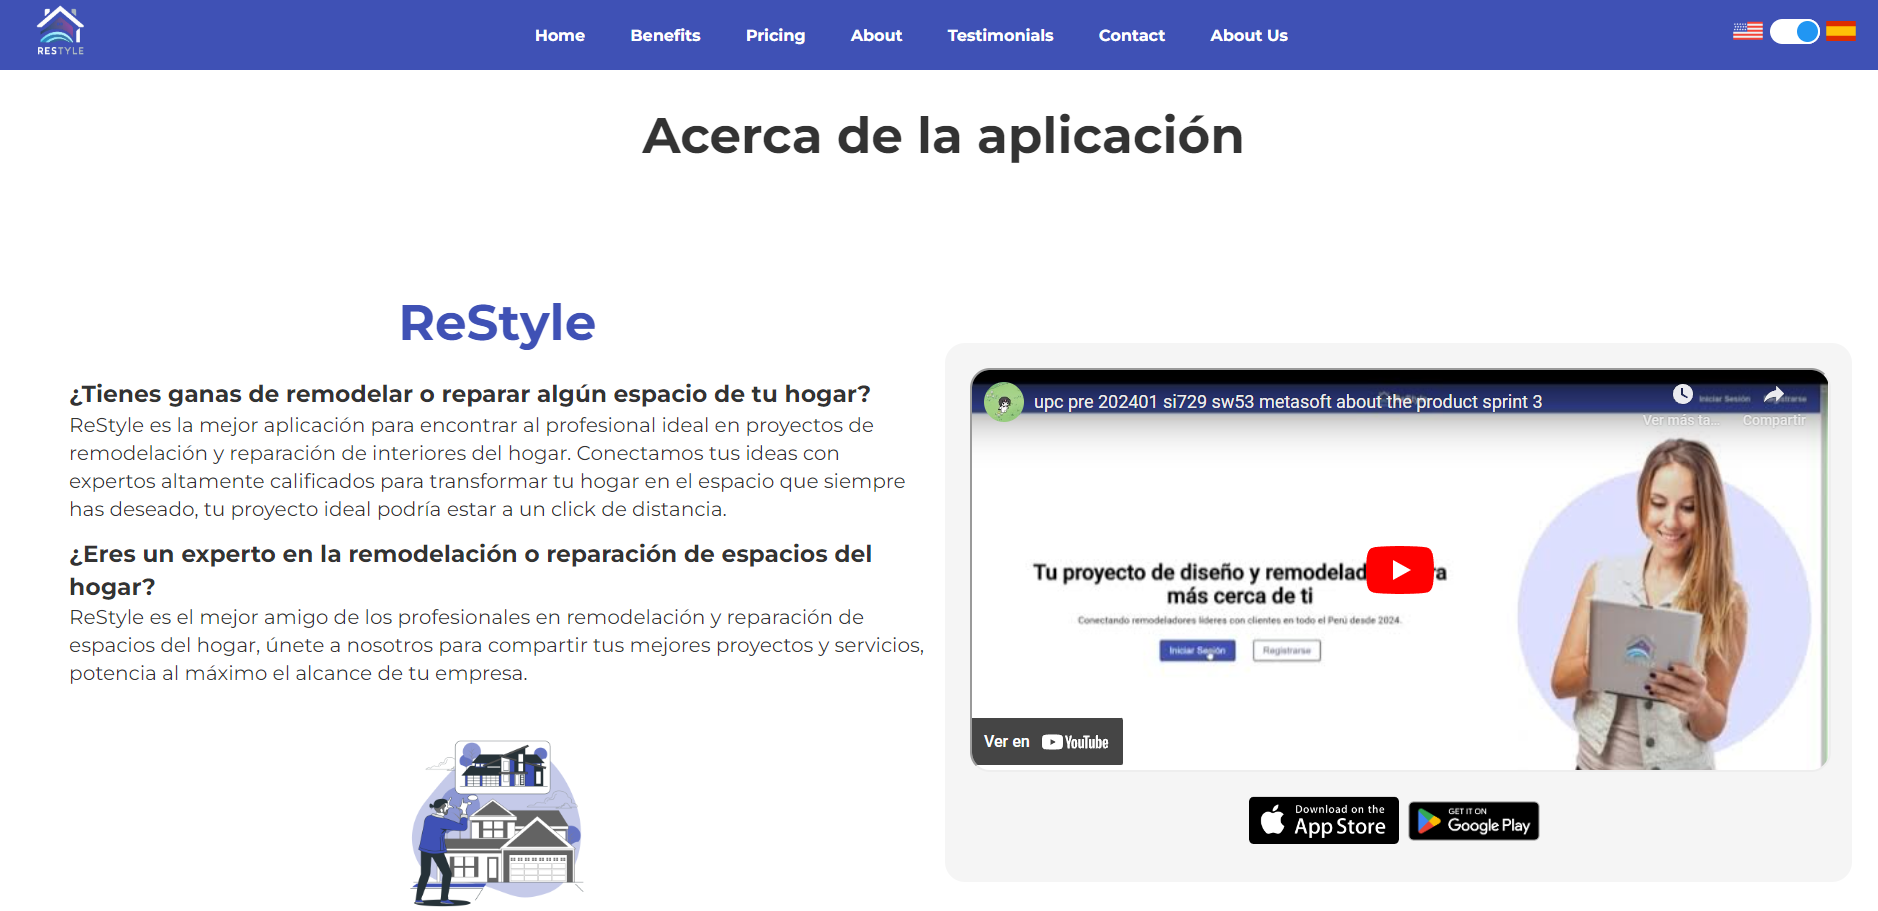 RESTYLE
Home
Benefits
Pricing
About
Testimonials
Contact
About Us
Acerca de la aplicación
ReStyle
¿Tienes ganas de remodelar o reparar algún espacio de tu hogar?
ReStyle es la mejor aplicación para encontrar al profesional ideal en proyectos de
remodelación y reparación de interiores del hogar. Conectamos tus ideas con
expertos altamente calificados para transformar tu hogar en el espacio que siempre
has deseado, tu proyecto ideal podría estar a un click de distancia.
¿Eres un experto en la remodelación o reparación de espacios del
hogar?
ReStyle es el mejor amigo de los profesionales en remodelación y reparación de
espacios del hogar, únete a nosotros para compartir tus mejores proyectos y servicios,
potencia al máximo el alcance de tu empresa.
upc pre 202401 si729 sw53 metasoft about the product sprint 3
Iniciar Sesión
Ver más ta...
Compartir
Tu proyecto de diseño y remodelad
más cerca de ti
Conectando remodeladores líderes con clientes en todo el Perú desde 2024.
Iniciar Sesión
Registrarse
Ver en YouTube
Download on the
App Store
GET IT ON
Google Play